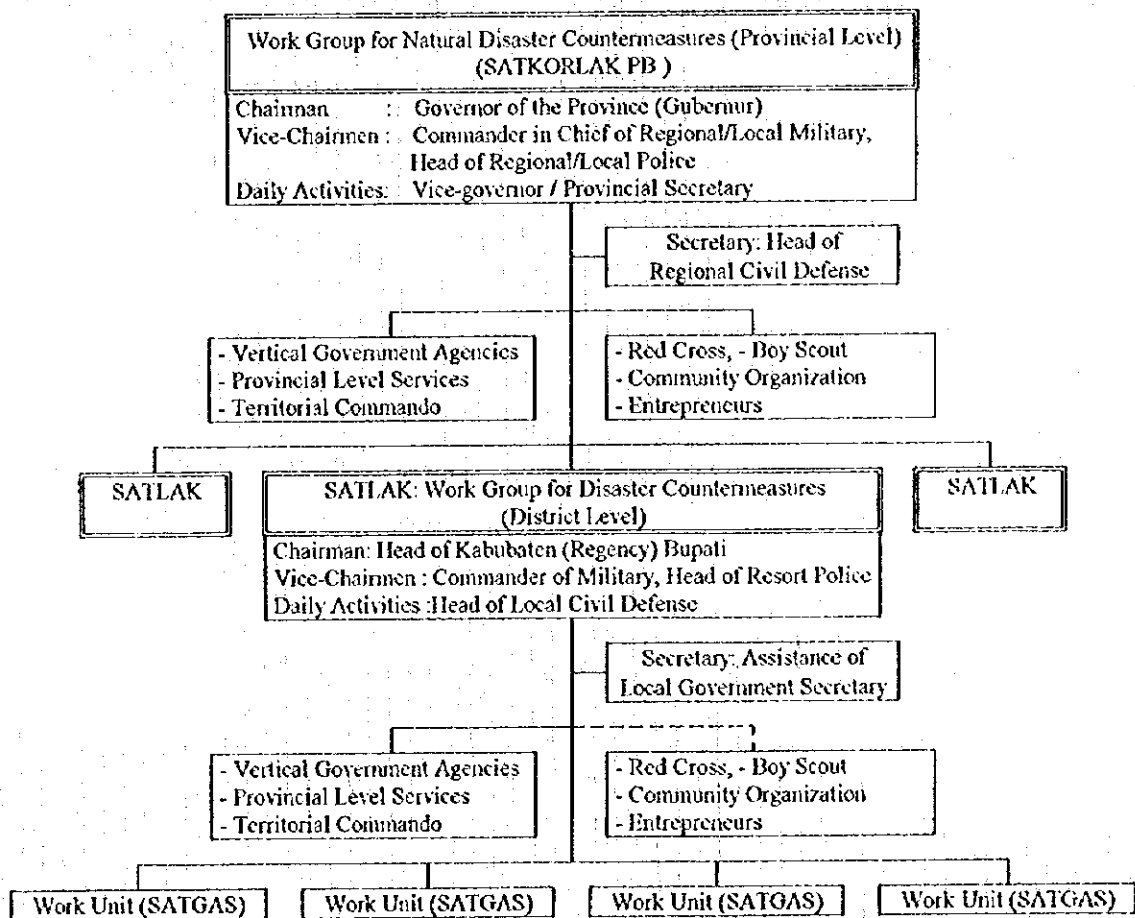 Work Group for Natural Disaster Countermeasures (Provincial Level)
(SATKORLAK PB )
Chairman : Governor of the Province (Gubernur)
Vice-Chairmen : Commander in Chief of Regional/Local Military,
Head of Regional/Local Police
Daily Activities: Vice-governor / Provincial Secretary
Secretary: Head of
Regional Civil Defense
- Vertical Government Agencies
- Provincial Level Services
- Territorial Commando
- Red Cross, - Boy Scout
- Community Organization
- Entrepreneurs
SATLAK
SATLAK: Work Group for Disaster Countermeasures
(District Level)
Chairman: Head of Kabubaten (Regency) Bupati
Vice-Chairmen : Commander of Military, Head of Resort Police
Daily Activities :Head of Local Civil Defense
SATLAK
Secretary: Assistance of
Local Government Secretary
- Vertical Government Agencies
- Provincial Level Services
- Territorial Commando
- Red Cross, - Boy Scout
- Community Organization
- Entrepreneurs
Work Unit (SATGAS)
Work Unit (SATGAS)
Work Unit (SATGAS)
Work Unit (SATGAS)